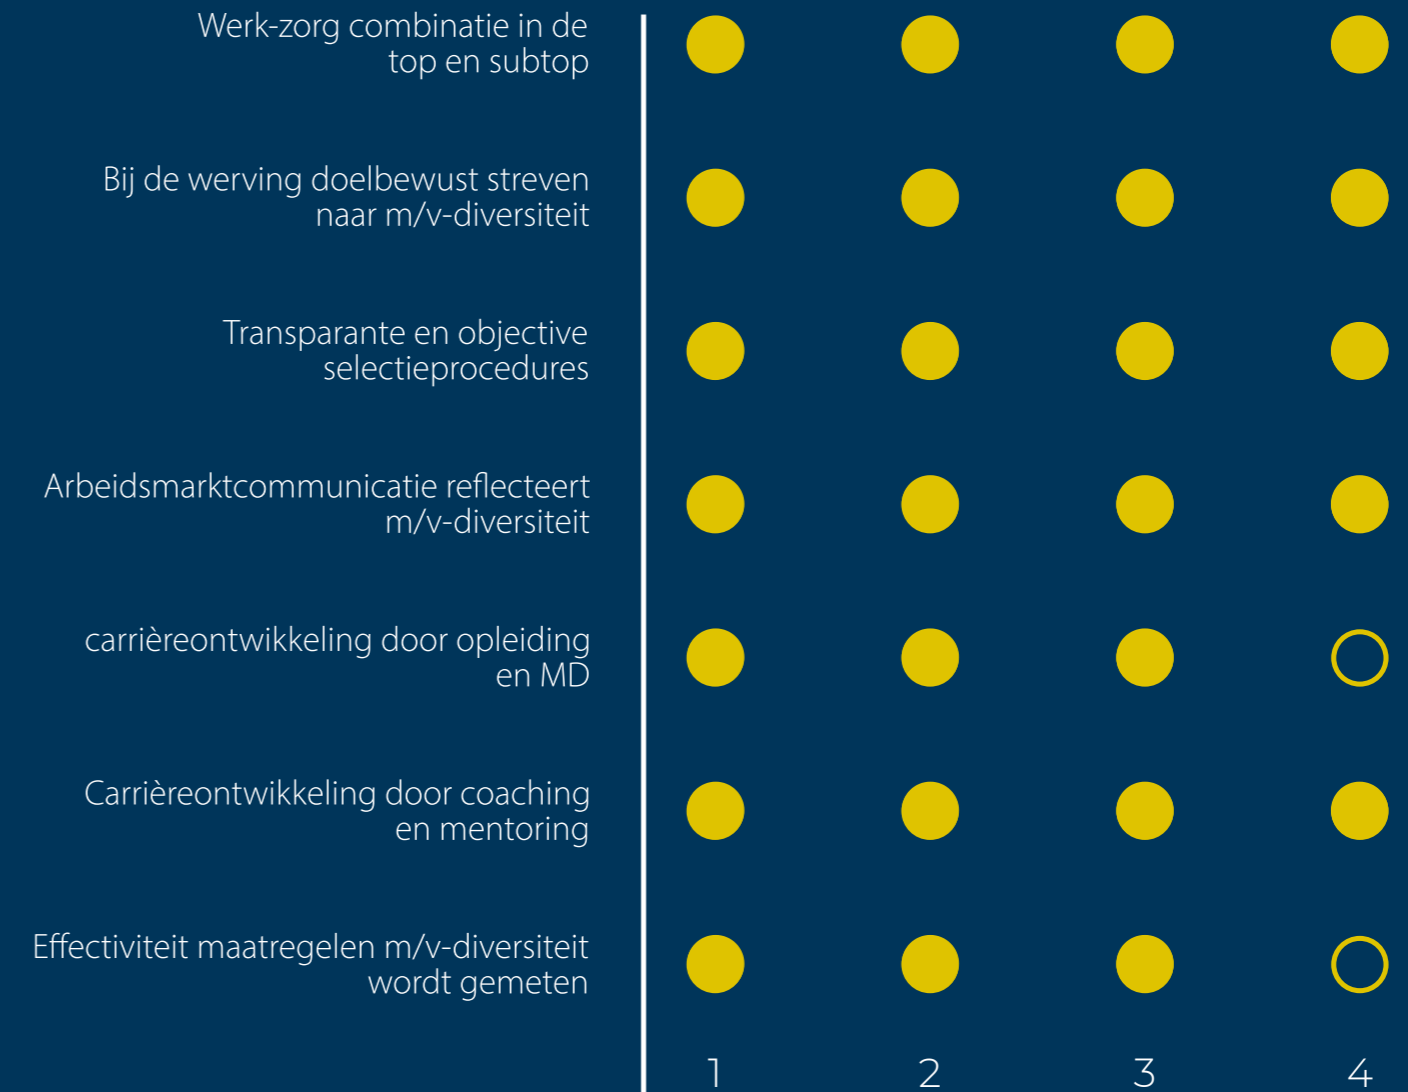 Werk-zorg combinatie in de
top en subtop
Bij de werving doelbewust streven
naar m/v-diversiteit
Transparante en objective
selectieprocedures
Arbeidsmarktcommunicatie reflecteert
m/v-diversiteit
carrièreontwikkeling door opleiding
en MD
Carrièreontwikkeling door coaching
en mentoring
Effectiviteit maatregelen m/v-diversiteit
wordt gemeten
1 2 3 4